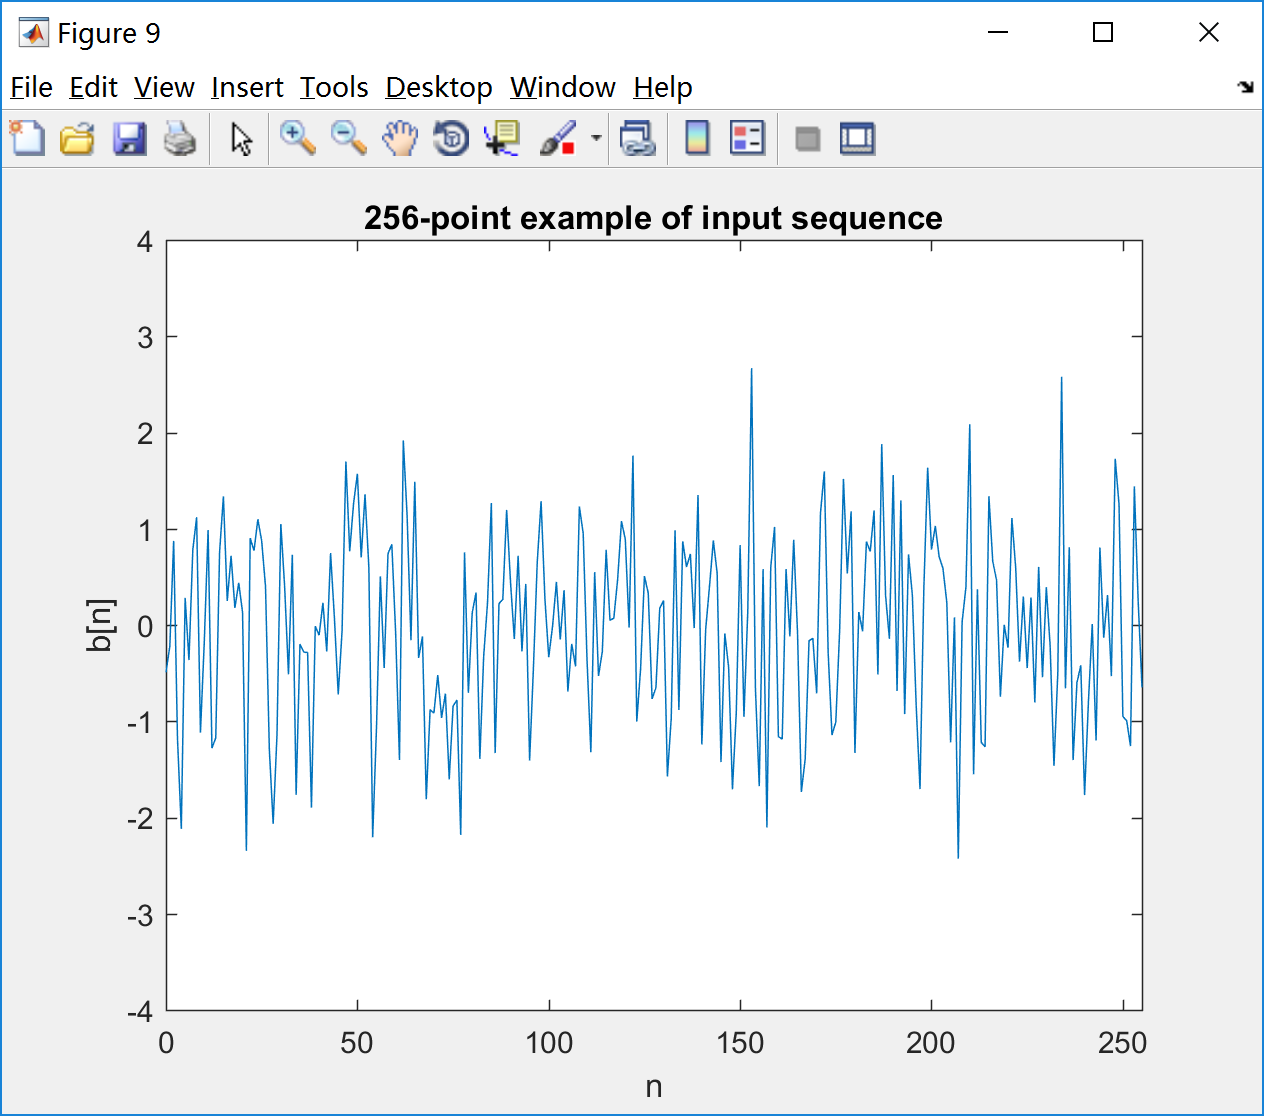 Figure 9
File Edit View Insert Tools Desktop Window Help
256-point example of input sequence
4
3
2
1
0
-1
-2
-3
-4
b[n]
0 50 100 150 200 250
n